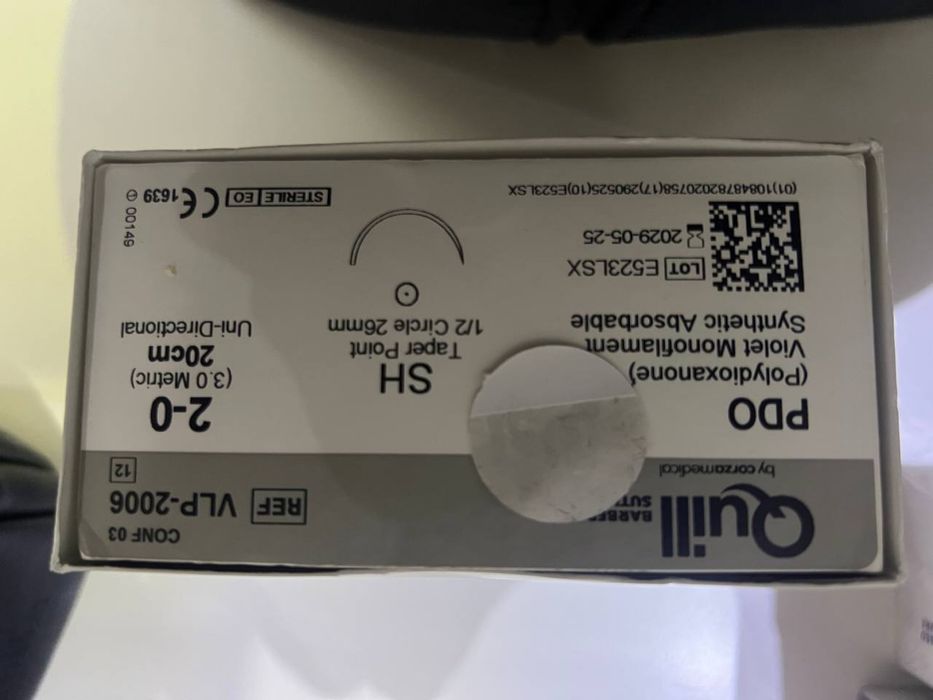 Quill
BARBED
by corzamedical
CONF 03
REF VLP-2006
12
PDO
(Polydioxanone)
Violet Monofilament
Synthetic Absorbable
SH
Taper Point
1/2 Circle 26mm
2-0
(3.0 Metric)
20cm
Uni-Directional
LOT E523LSX
2029-05-25
(01)10848782020758(17)290525(10)E523LSX
STERILE EO
CE 1639
00149